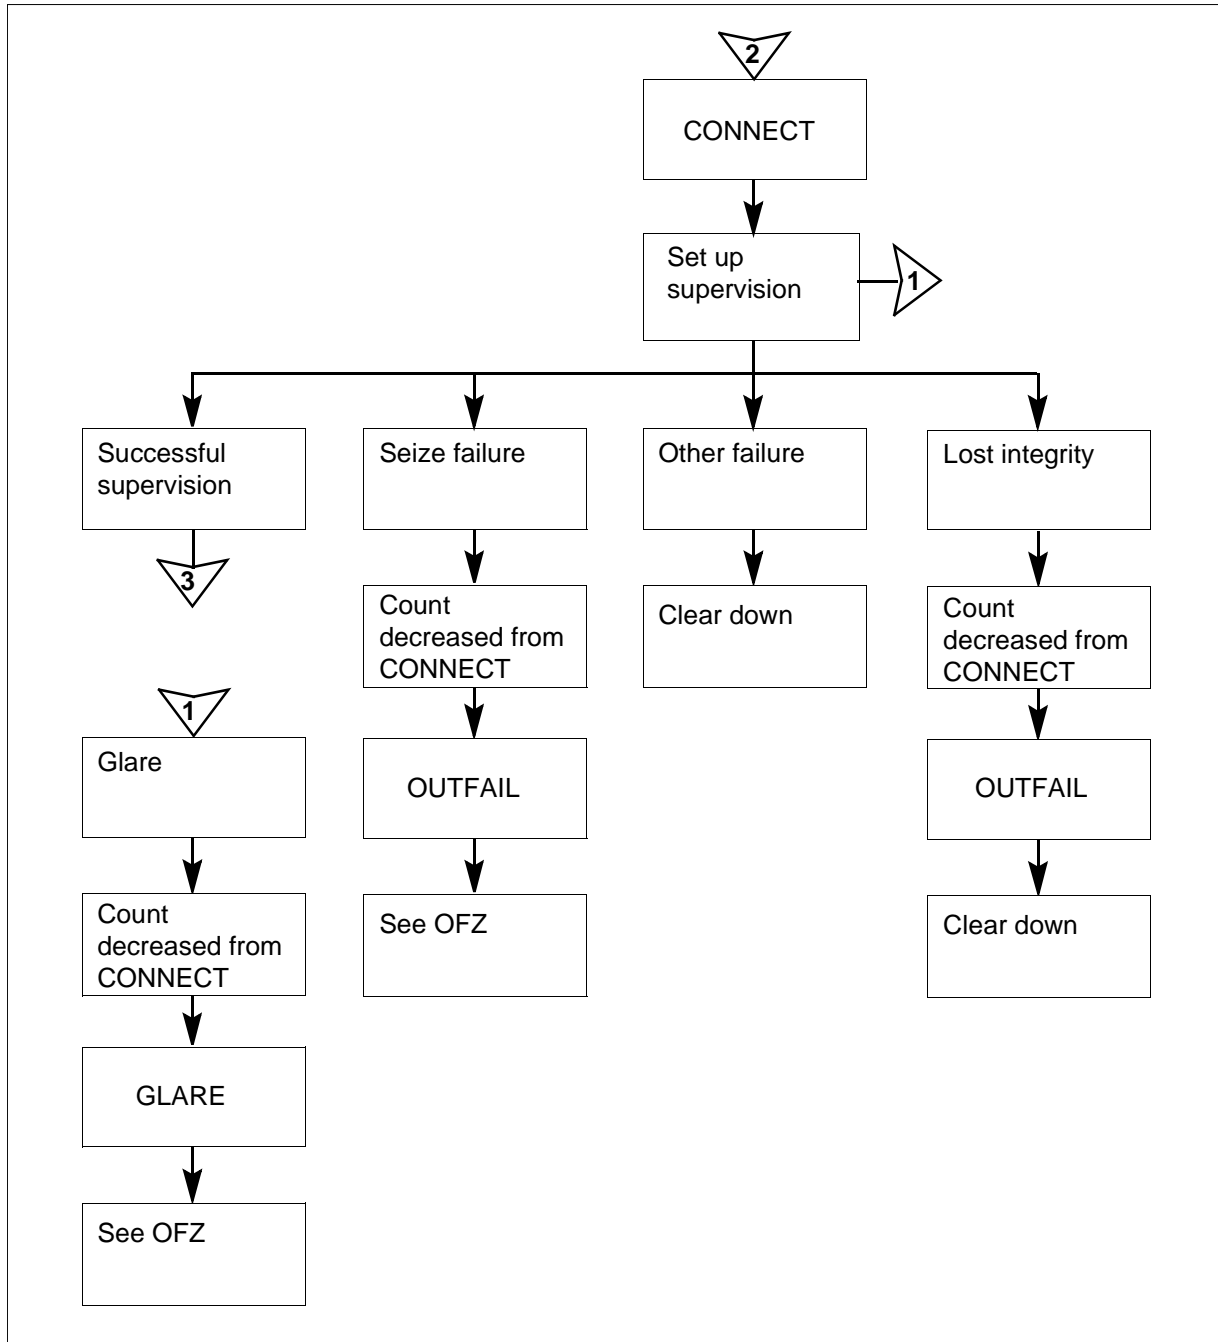 2
CONNECT
Set up
supervision
1
Successful
supervision
Seize failure
Other failure
Lost integrity
3
Count
decreased from
CONNECT
Clear down
Count
decreased from
CONNECT
1
Glare
OUTFAIL
OUTFAIL
Count
decreased from
CONNECT
See OFZ
Clear down
GLARE
See OFZ